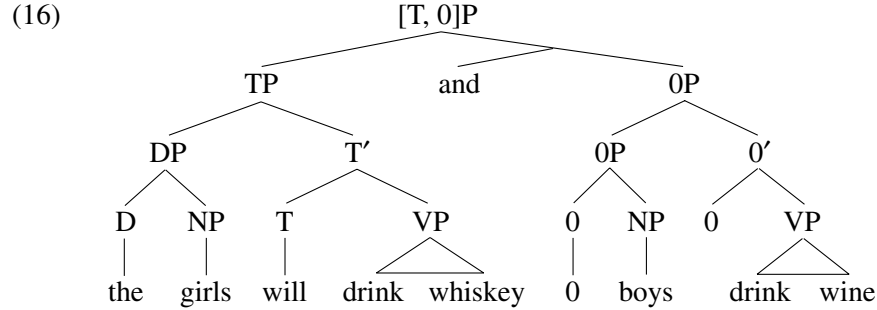 (16) [T, 0]P
TP and 0P
DP T′ 0P 0′
D NP T VP 0 NP 0 VP
the girls will drink whiskey 0 boys drink wine